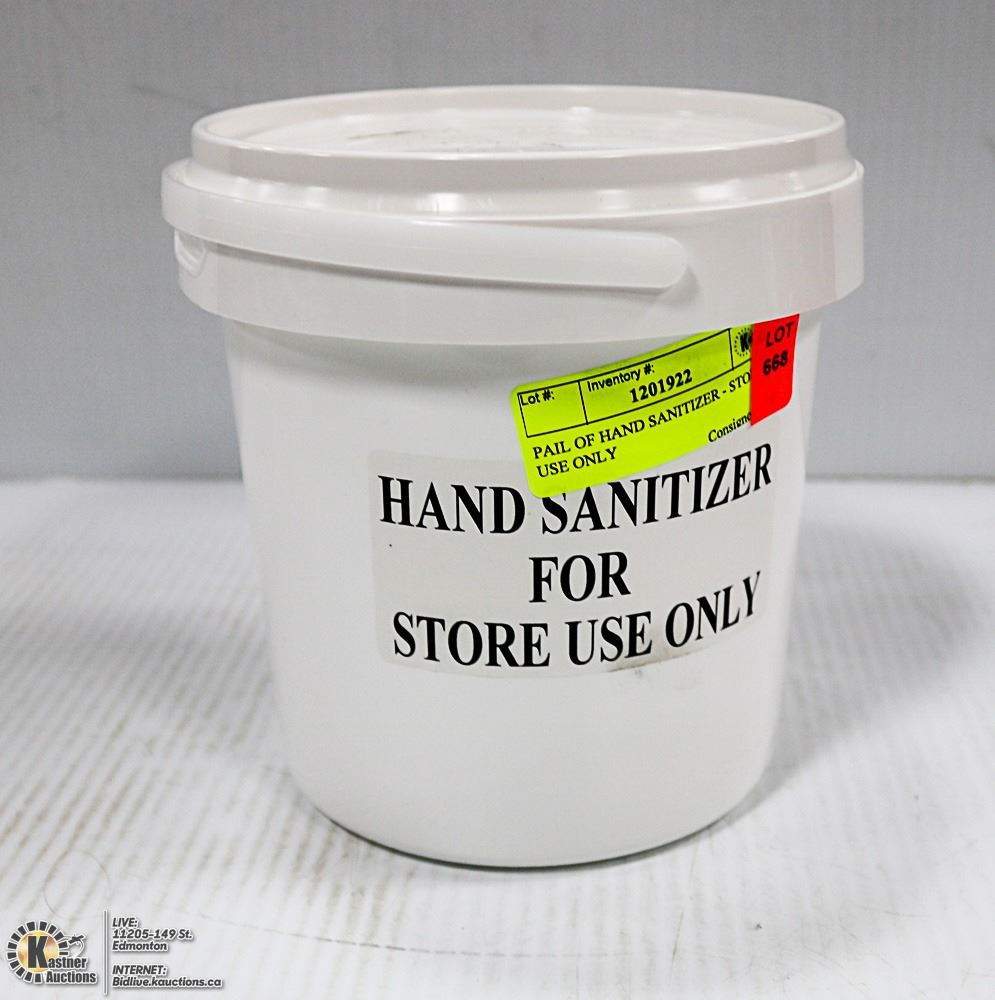 Lot #:
Inventory #:
1201922
LOT
668
PAIL OF HAND SANITIZER - STO
USE ONLY
Consigne
HAND SANITIZER
FOR
STORE USE ONLY
Kastner
Auctions
LIVE:
11205-149 St.
Edmonton
INTERNET:
Bidlive.kauctions.ca